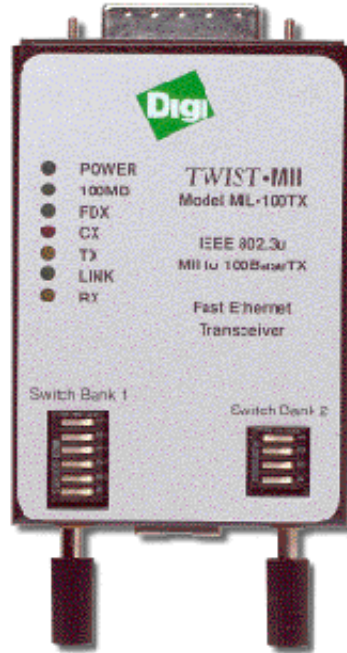 Digi
POWER
100MB
FDX
CX
TX
LINK
RX
TWIST•MII
Model MIL•100TX
IEEE 802.3u
MII to 100BaseTX
Fast Ethernet
Transceiver
Switch Bank 1
Switch Bank 2